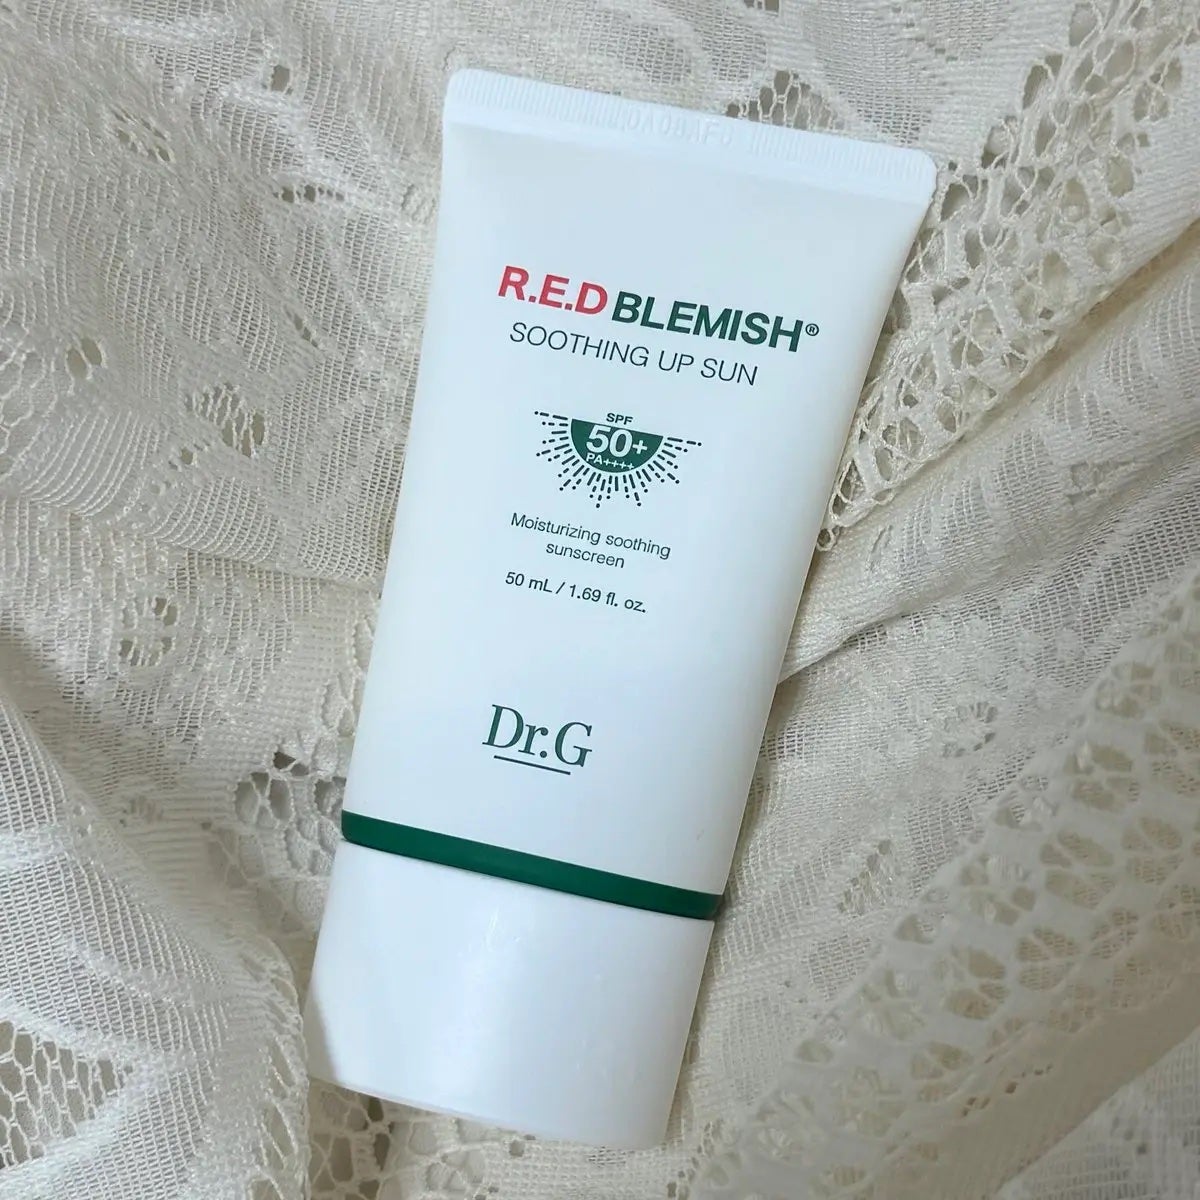 R.E.D BLEMISH®
SOOTHING UP SUN
SPF
50+
PA++++
Moisturizing soothing
sunscreen
50 mL / 1.69 fl. oz.
Dr.G